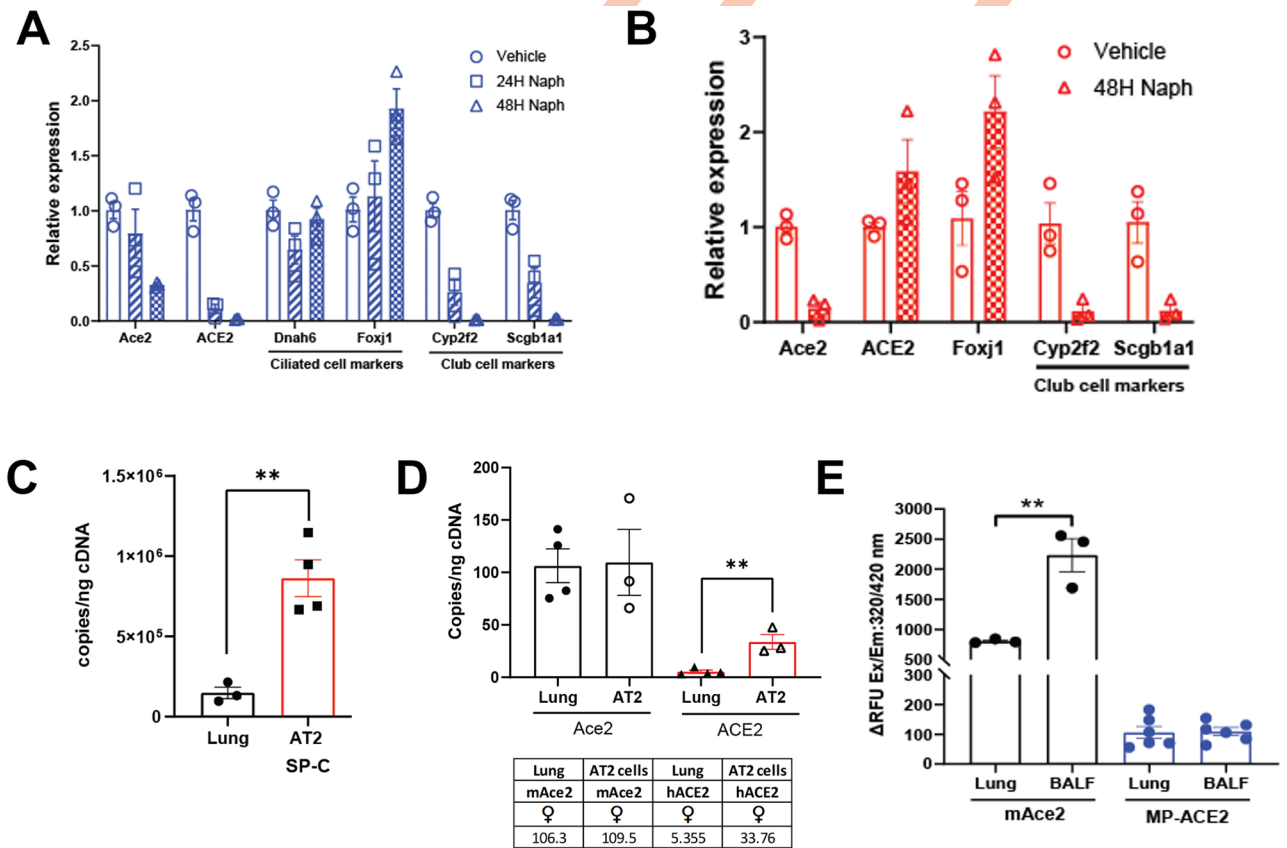 A
2.5
2.0
1.5
1.0
0.5
0.0
Relative expression
Vehicle
24H Naph
48H Naph
Ace2 ACE2 Dnah6 Foxj1 Cyp2f2 Scgb1a1
Ciliated cell markers Club cell markers
B
3
2
1
0
Relative expression
Vehicle
48H Naph
Ace2 ACE2 Foxj1 Cyp2f2 Scgb1a1
Club cell markers
C
1.5×10⁶
1×10⁶
5×10⁵
0
copies/ng cDNA
**
Lung AT2
SP-C
D
200
150
100
50
0
Copies/ng cDNA
**
Lung AT2 Lung AT2
Ace2 ACE2
Lung AT2 cells Lung AT2 cells
mAce2 mAce2 hACE2 hACE2
♀ ♀ ♀ ♀
106.3 109.5 5.355 33.76
E
3000
2500
2000
1500
1000
500
300
200
100
0
ΔRFU Ex/Em:320/420 nm
**
Lung BALF Lung BALF
mAce2 MP-ACE2